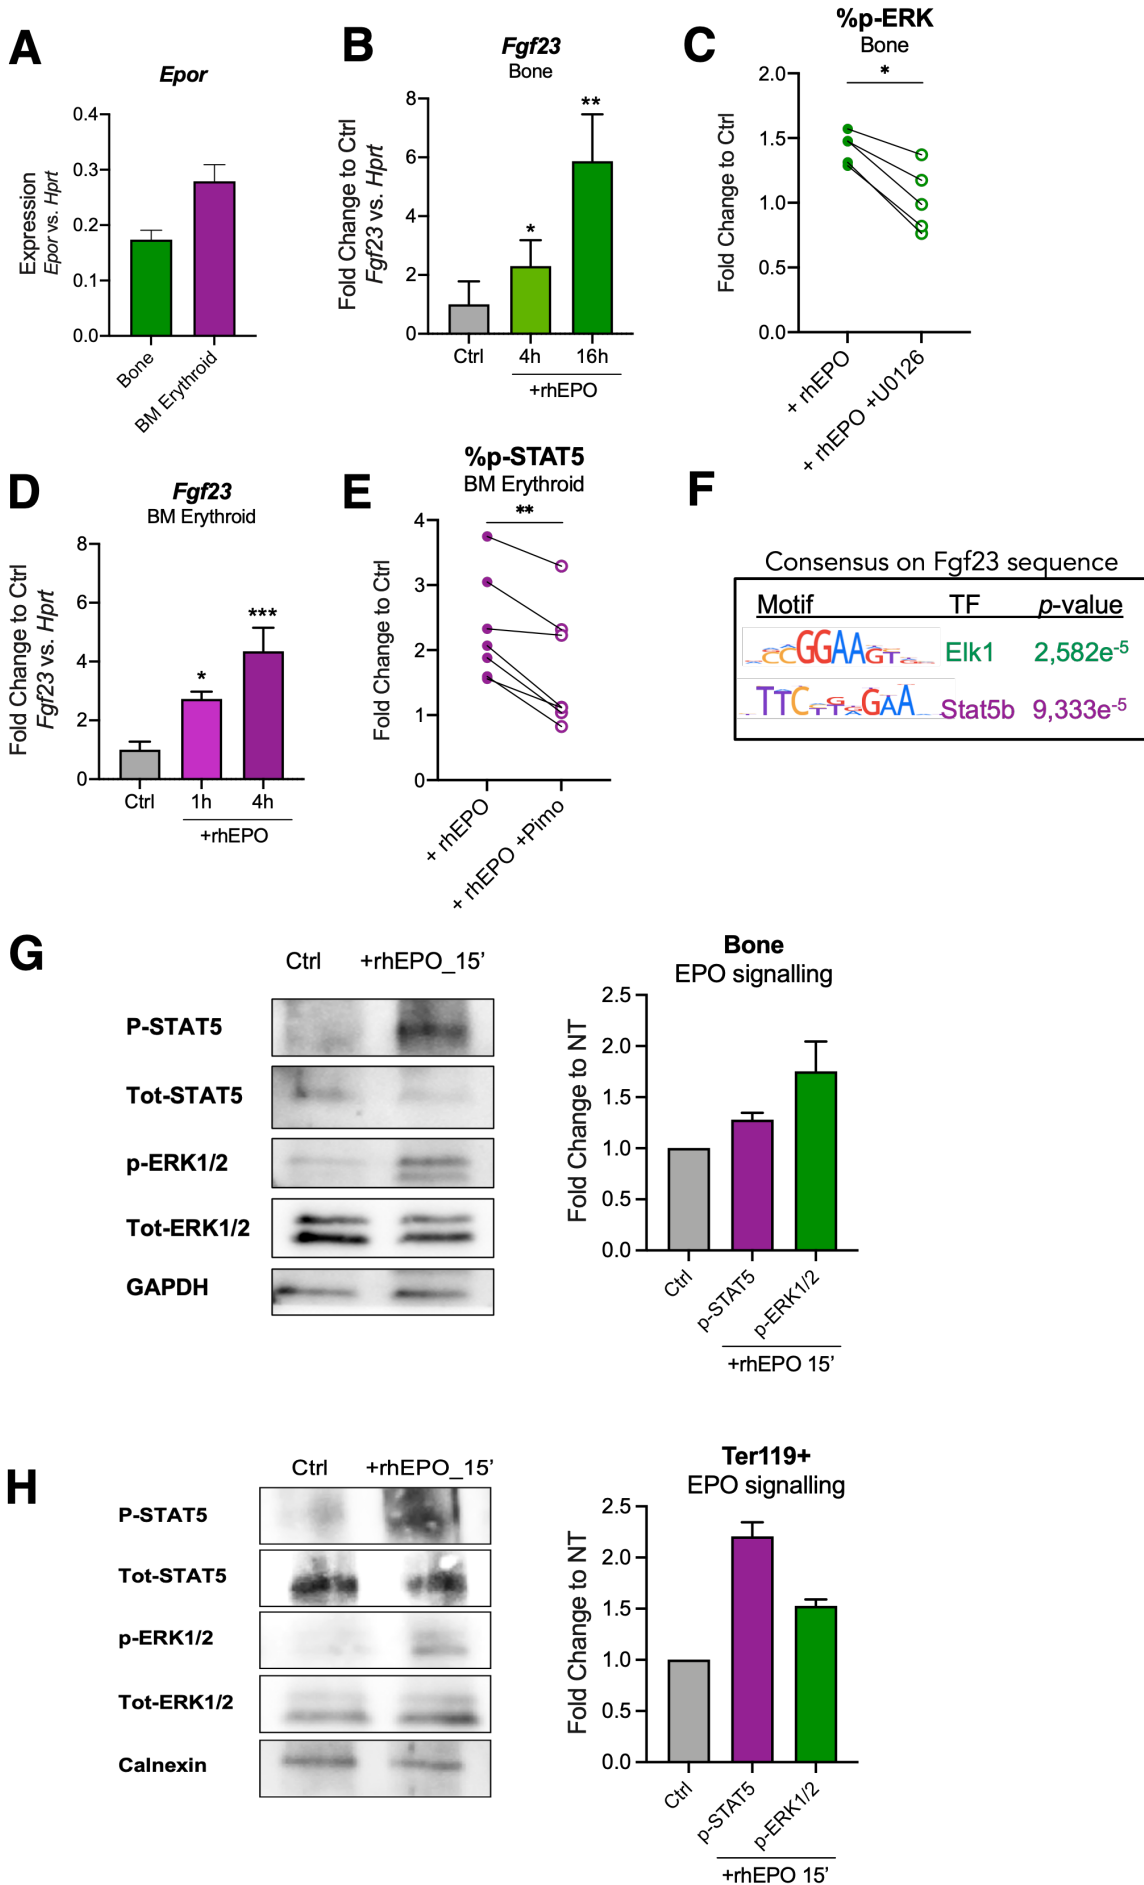 A
Epor
Expression
Epor vs. Hprt
0.4
0.3
0.2
0.1
0.0
Bone
BM Erythroid
B
Fgf23
Bone
Fold Change to Ctrl
Fgf23 vs. Hprt
8
6
4
2
0
*
**
Ctrl
4h
16h
+rhEPO
C
%p-ERK
Bone
Fold Change to Ctrl
2.0
1.5
1.0
0.5
0.0
*
+ rhEPO
+ rhEPO +U0126
D
Fgf23
BM Erythroid
Fold Change to Ctrl
Fgf23 vs. Hprt
8
6
4
2
0
*
***
Ctrl
1h
4h
+rhEPO
E
%p-STAT5
BM Erythroid
**
Fold Change to Ctrl
4
3
2
1
0
+ rhEPO
+ rhEPO +Pimo
F
Consensus on Fgf23 sequence
Motif TF p-value
GGAAGT Elk1 2,582e-5
TTC GAA Stat5b 9,333e-5
G
Ctrl +rhEPO_15’
P-STAT5
Tot-STAT5
p-ERK1/2
Tot-ERK1/2
GAPDH
Bone
EPO signalling
Fold Change to NT
2.5
2.0
1.5
1.0
0.5
0.0
Ctrl
p-STAT5
p-ERK1/2
+rhEPO 15’
H
Ctrl +rhEPO_15’
P-STAT5
Tot-STAT5
p-ERK1/2
Tot-ERK1/2
Calnexin
Ter119+
EPO signalling
Fold Change to NT
2.5
2.0
1.5
1.0
0.5
0.0
Ctrl
p-STAT5
p-ERK1/2
+rhEPO 15’